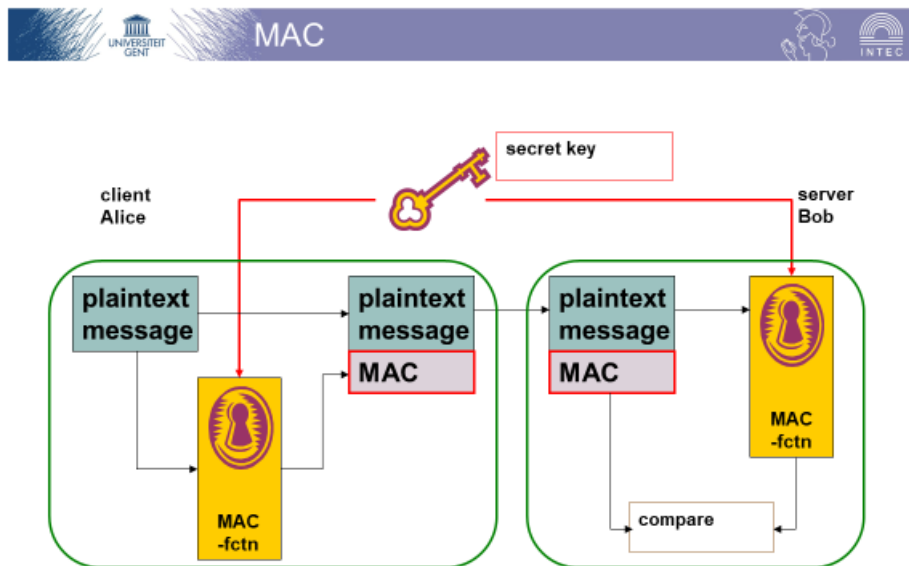 UNIVERSITEIT
GENT
MAC
INTEC
secret key
client
Alice
server
Bob
plaintext
message
plaintext
message
MAC
plaintext
message
MAC
MAC
-fctn
MAC
-fctn
compare